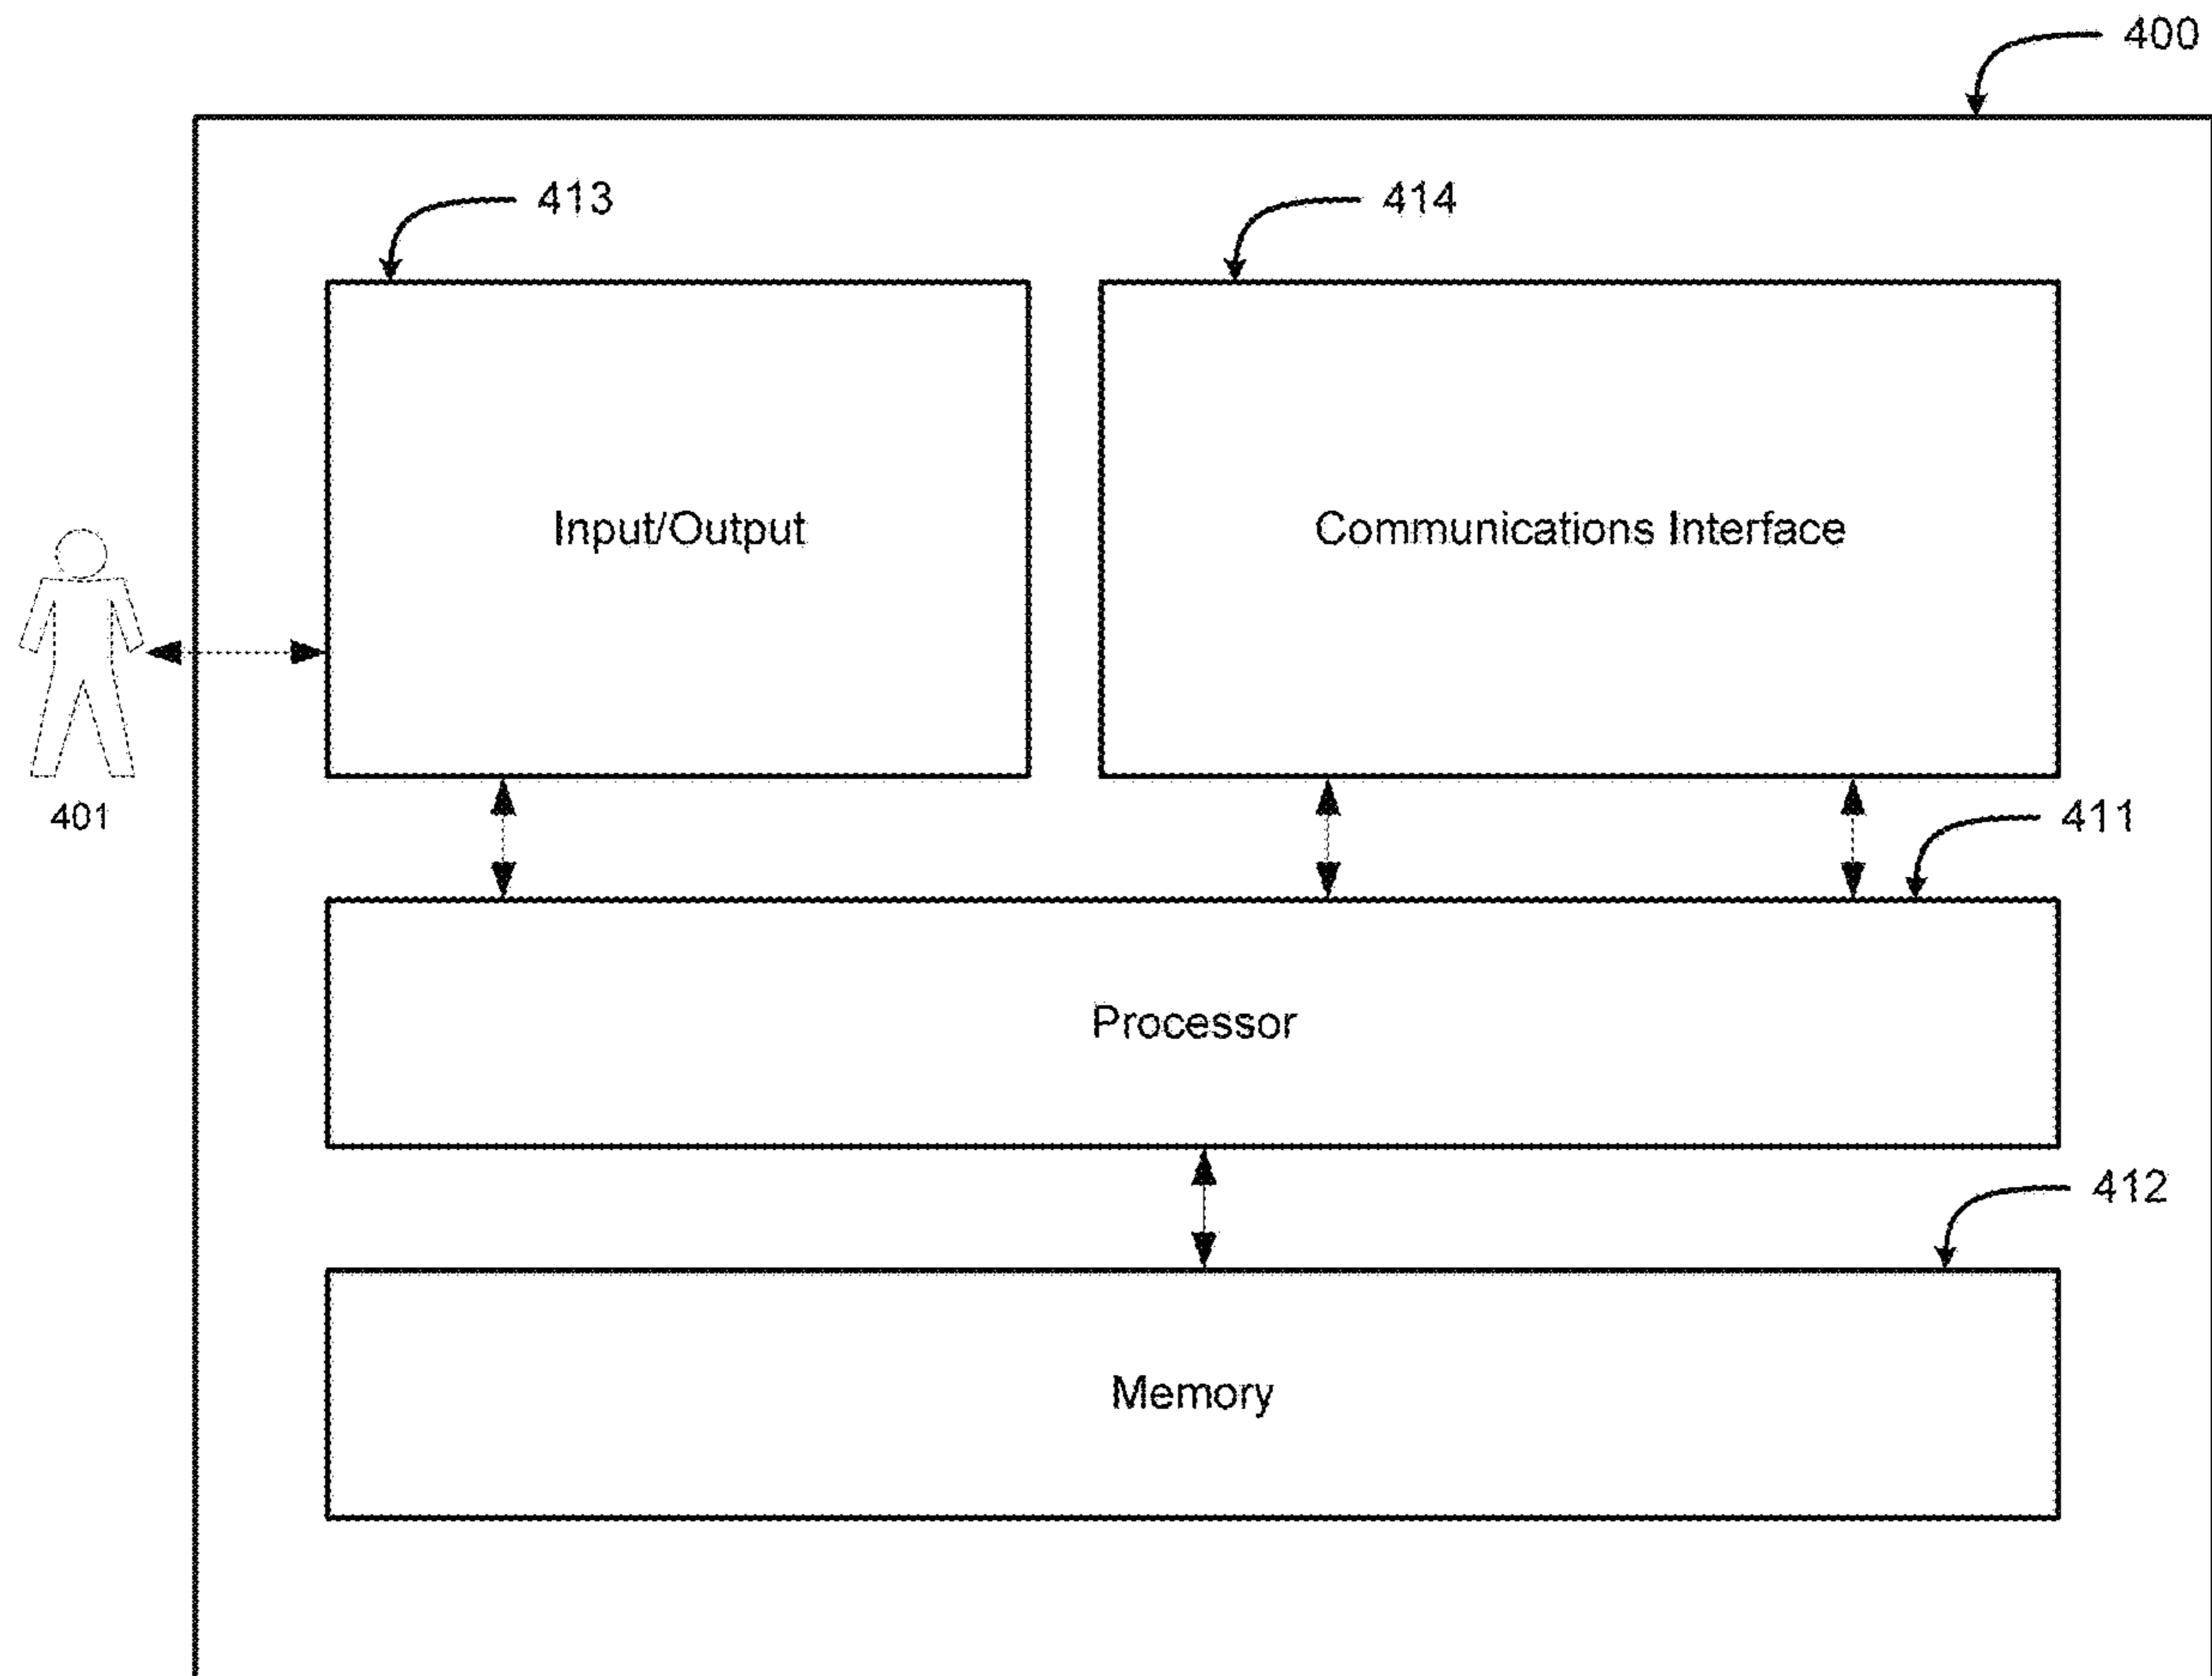 400
413
414
Input/Output
Communications Interface
401
411
Processor
412
Memory